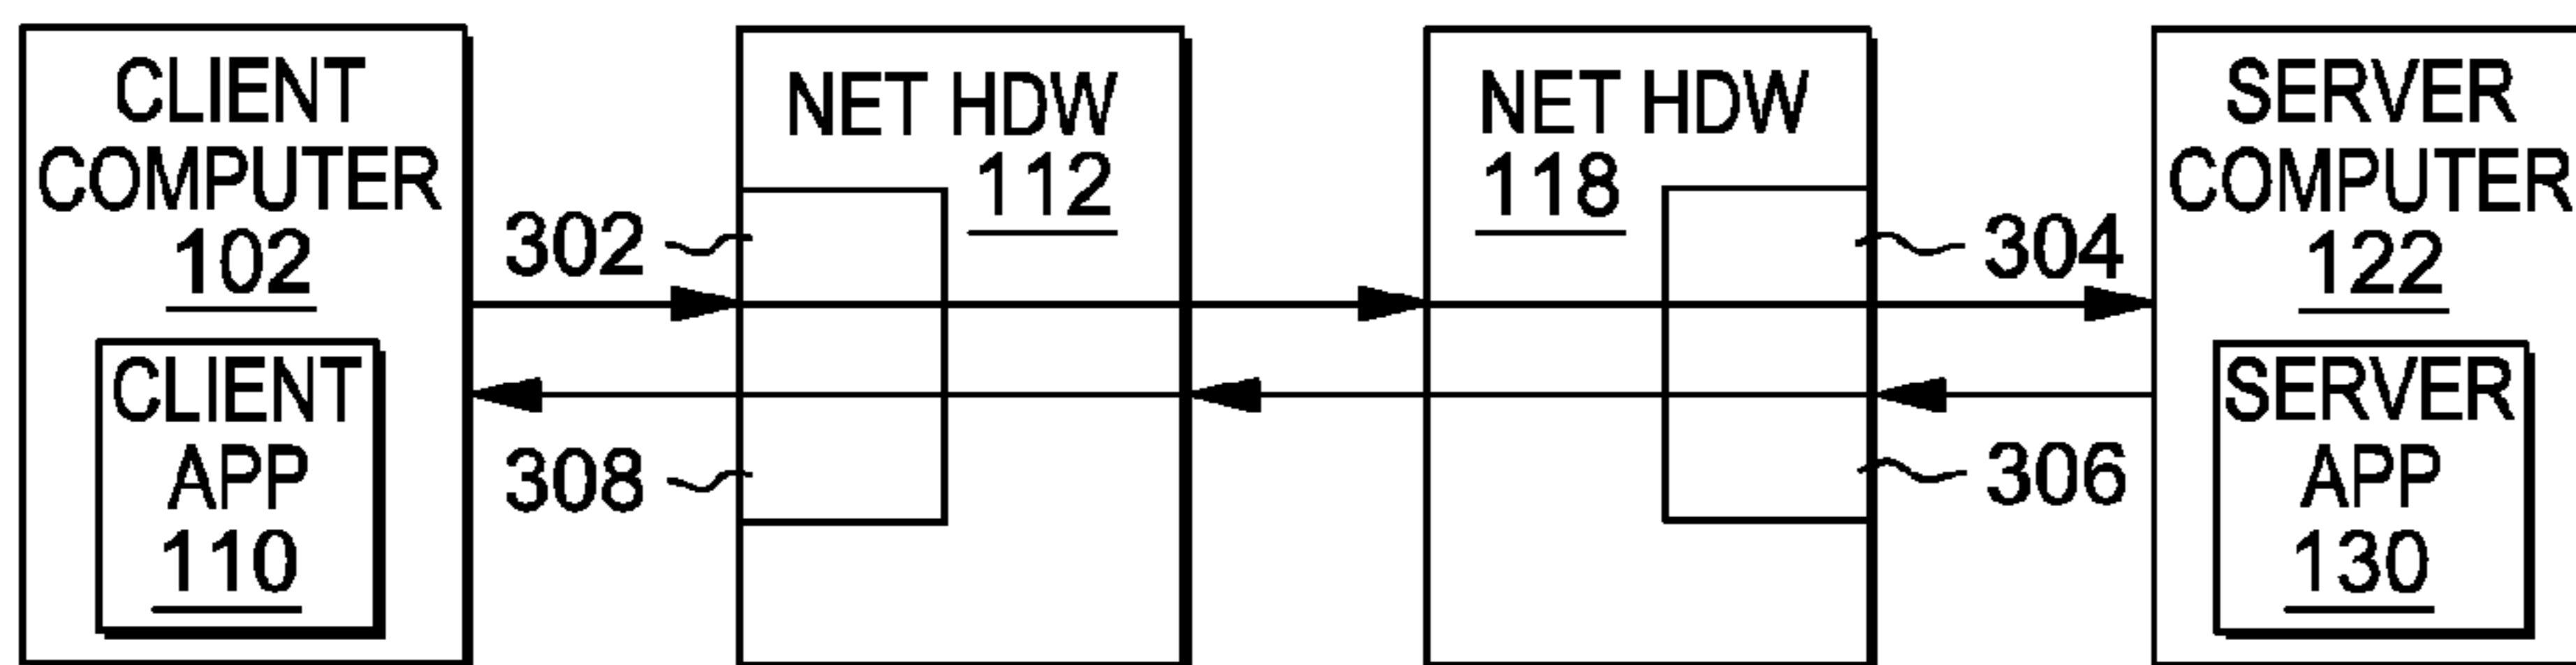 CLIENT
COMPUTER
102
CLIENT
APP
110
302
308
NET HDW
112
NET HDW
118
304
306
SERVER
COMPUTER
122
SERVER
APP
130